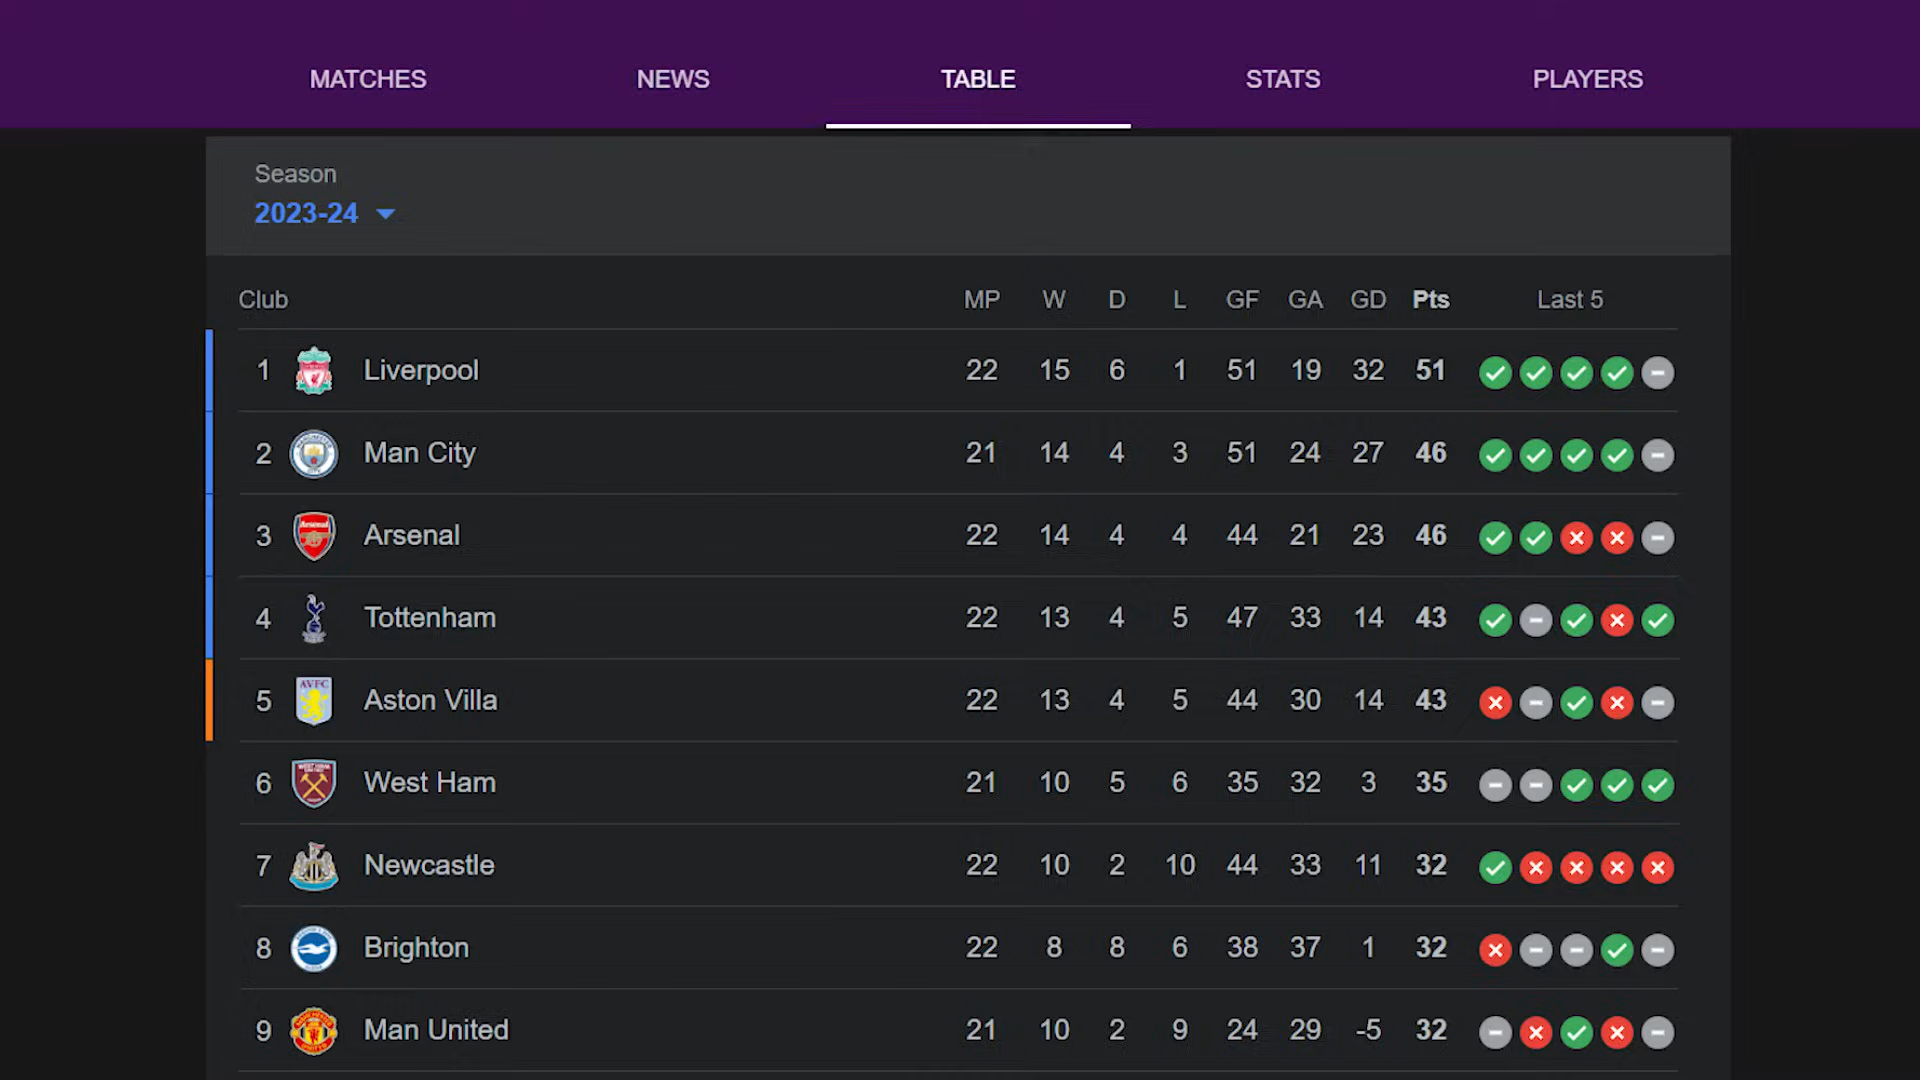 MATCHES NEWS TABLE STATS PLAYERS
Season
2023-24
Club MP W D L GF GA GD Pts Last 5
1 Liverpool 22 15 6 1 51 19 32 51
2 Man City 21 14 4 3 51 24 27 46
3 Arsenal 22 14 4 4 44 21 23 46
4 Tottenham 22 13 4 5 47 33 14 43
5 AVFC Aston Villa 22 13 4 5 44 30 14 43
6 West Ham 21 10 5 6 35 32 3 35
7 Newcastle 22 10 2 10 44 33 11 32
8 Brighton 22 8 8 6 38 37 1 32
9 Man United 21 10 2 9 24 29 -5 32